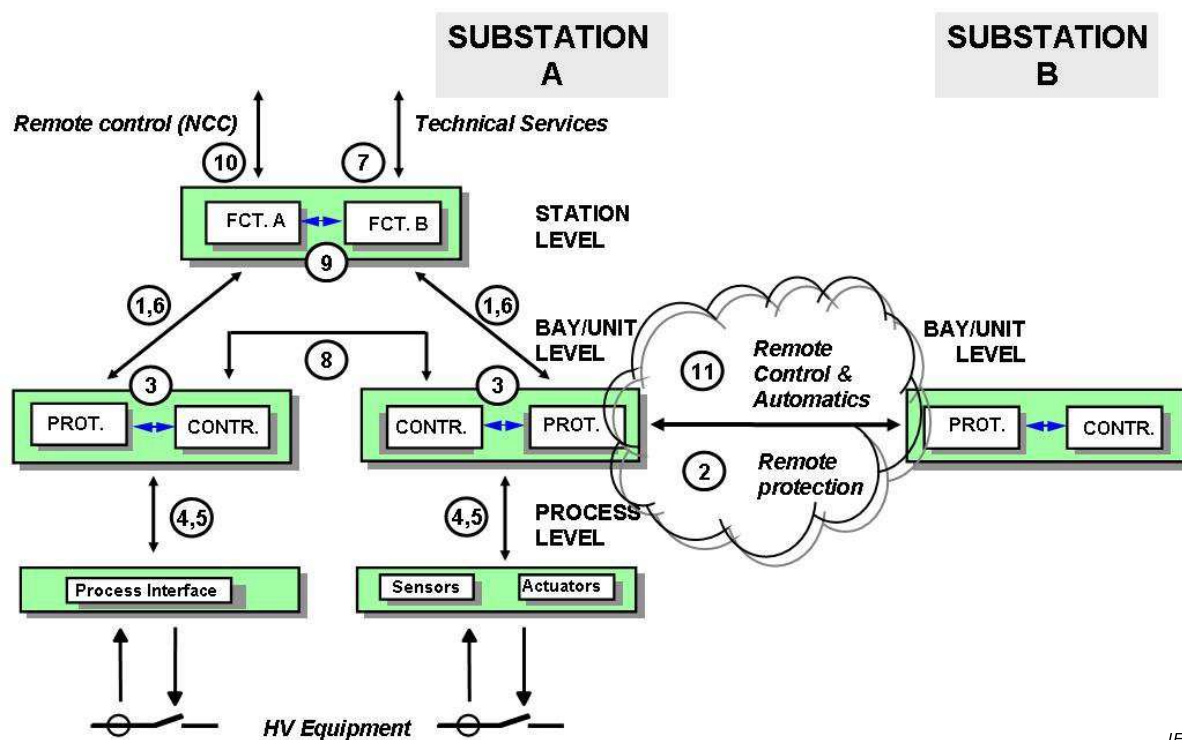 SUBSTATION
A
SUBSTATION
B
Remote control (NCC)
Technical Services
10
7
FCT. A
FCT. B
STATION
LEVEL
9
1,6
1,6
BAY/UNIT
LEVEL
8
3
3
PROT.
CONTR.
CONTR.
PROT.
11
Remote
Control &
Automatics
BAY/UNIT
LEVEL
PROT.
CONTR.
2
Remote
protection
4,5
4,5
PROCESS
LEVEL
Process Interface
Sensors
Actuators
HV Equipment